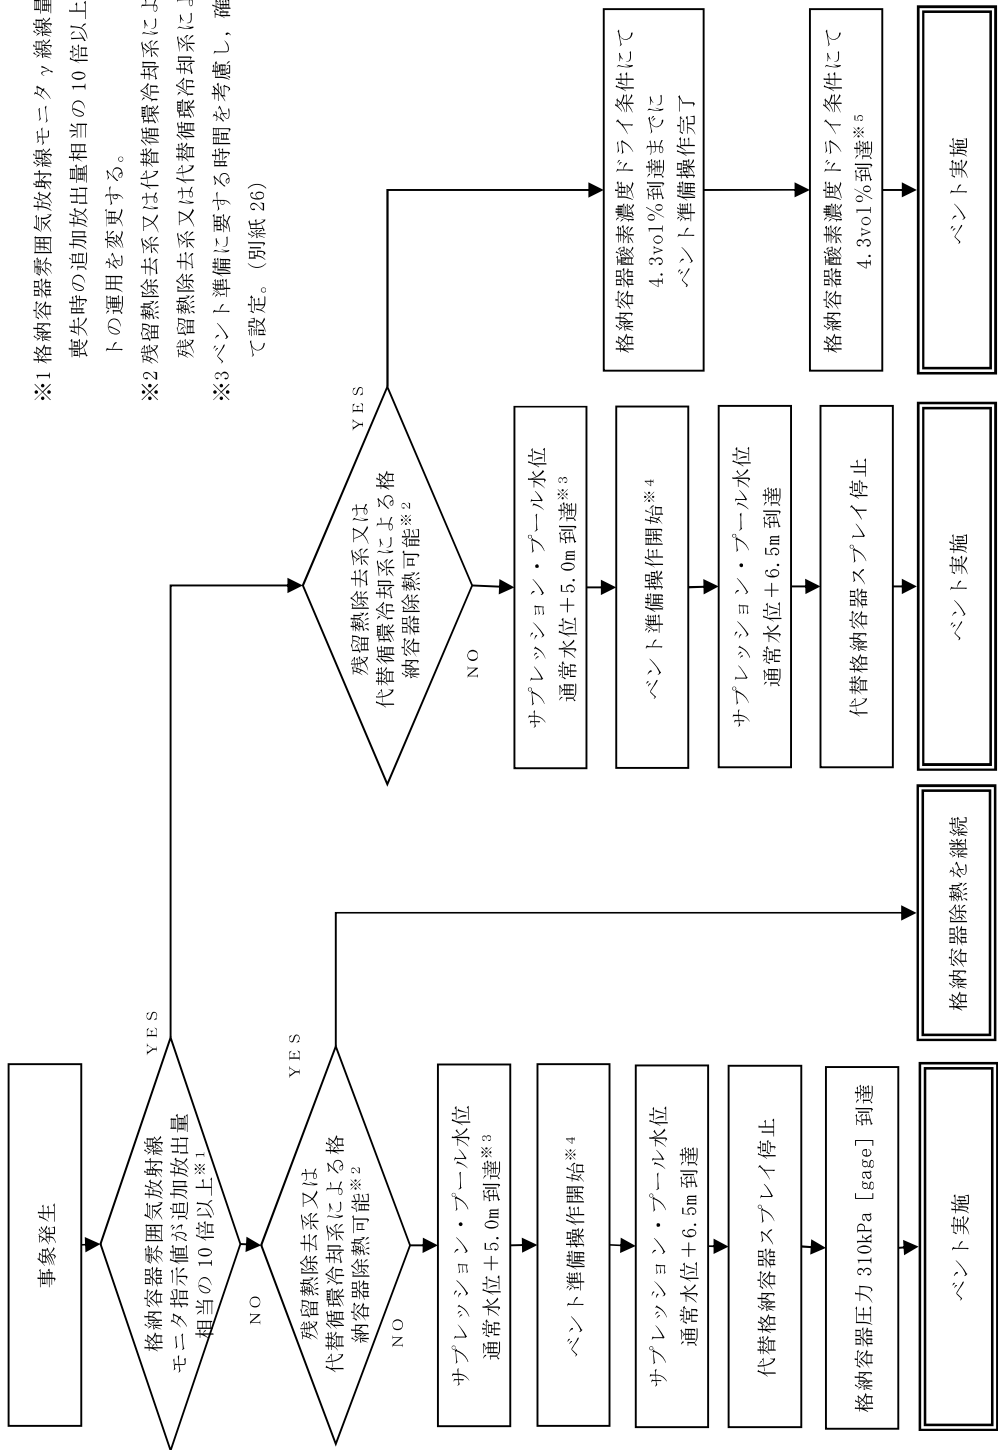 事象発生
格納容器雰囲気放射線
モニタ指示値が追加放出量
相当の10倍以上※1
YES
NO
残留熱除去系又は
代替循環冷却系による格
納容器除熱可能※2
YES
NO
サプレッション・プール水位
通常水位＋5.0m到達※3
ベント準備操作開始※4
サプレッション・プール水位
通常水位＋6.5m到達
代替格納容器スプレイ停止
格納容器圧力310kPa［gage］到達
ベント実施
格納容器除熱を継続
残留熱除去系又は
代替循環冷却系による格
納容器除熱可能※2
YES
NO
サプレッション・プール水位
通常水位＋5.0m到達※3
ベント準備操作開始※4
サプレッション・プール水位
通常水位＋6.5m到達
代替格納容器スプレイ停止
ベント実施
格納容器酸素濃度ドライ条件にて
4.3vol％到達までに
ベント準備操作完了
格納容器酸素濃度ドライ条件にて
4.3vol％到達※5
ベント実施
※1 格納容器雰囲気放射線モニタγ線線量
喪失時の追加放出量相当の10倍以上
トの運用を変更する。
※2 残留熱除去系又は代替循環冷却系によ
残留熱除去系又は代替循環冷却系によ
※3 ベント準備に要する時間を考慮し，確
て設定。（別紙26）